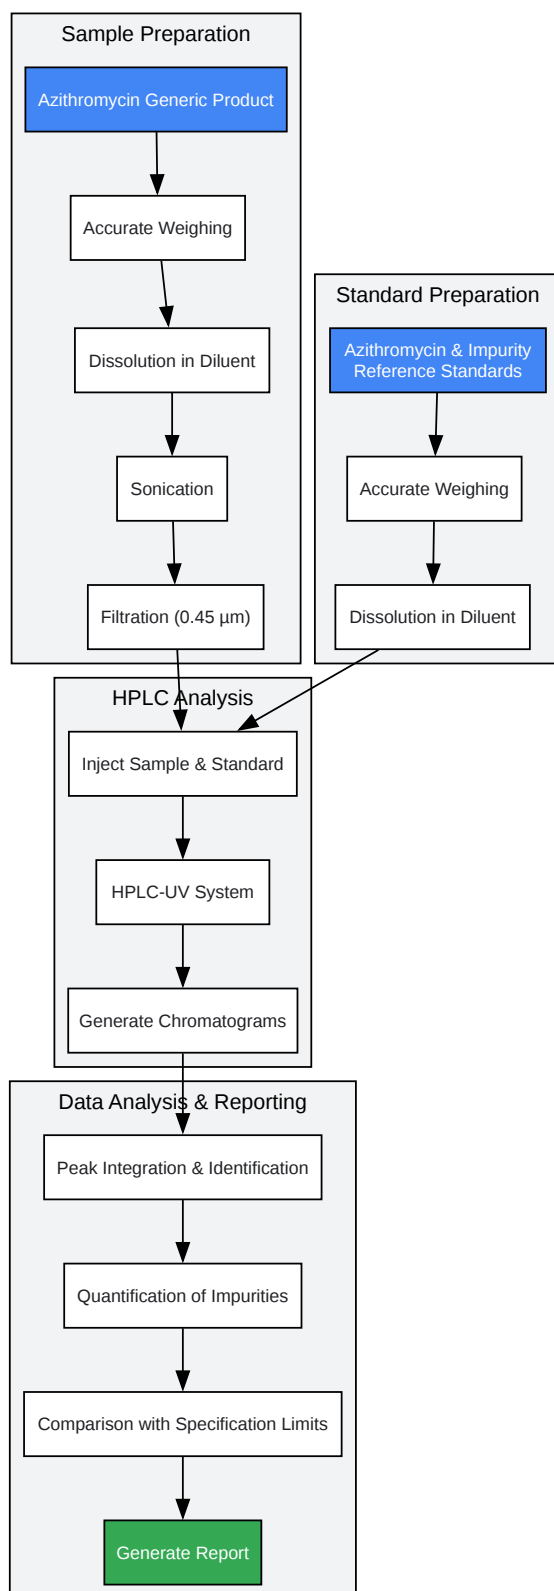 Sample Preparation
Azithromycin Generic Product
Accurate Weighing
Dissolution in Diluent
Sonication
Filtration (0.45 µm)
Standard Preparation
Azithromycin & Impurity
Reference Standards
Accurate Weighing
Dissolution in Diluent
HPLC Analysis
Inject Sample & Standard
HPLC-UV System
Generate Chromatograms
Data Analysis & Reporting
Peak Integration & Identification
Quantification of Impurities
Comparison with Specification Limits
Generate Report